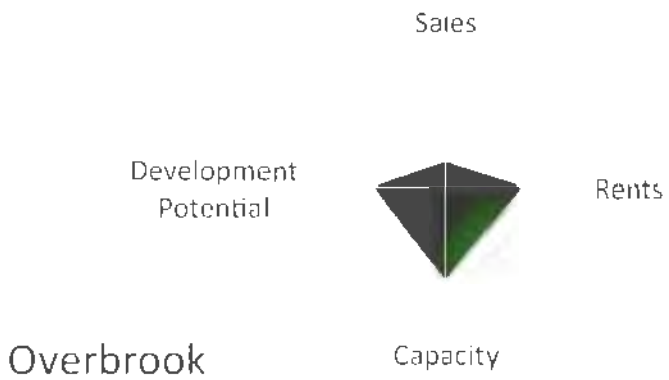 Sales
Development
Potential
Rents
Overbrook
Capacity